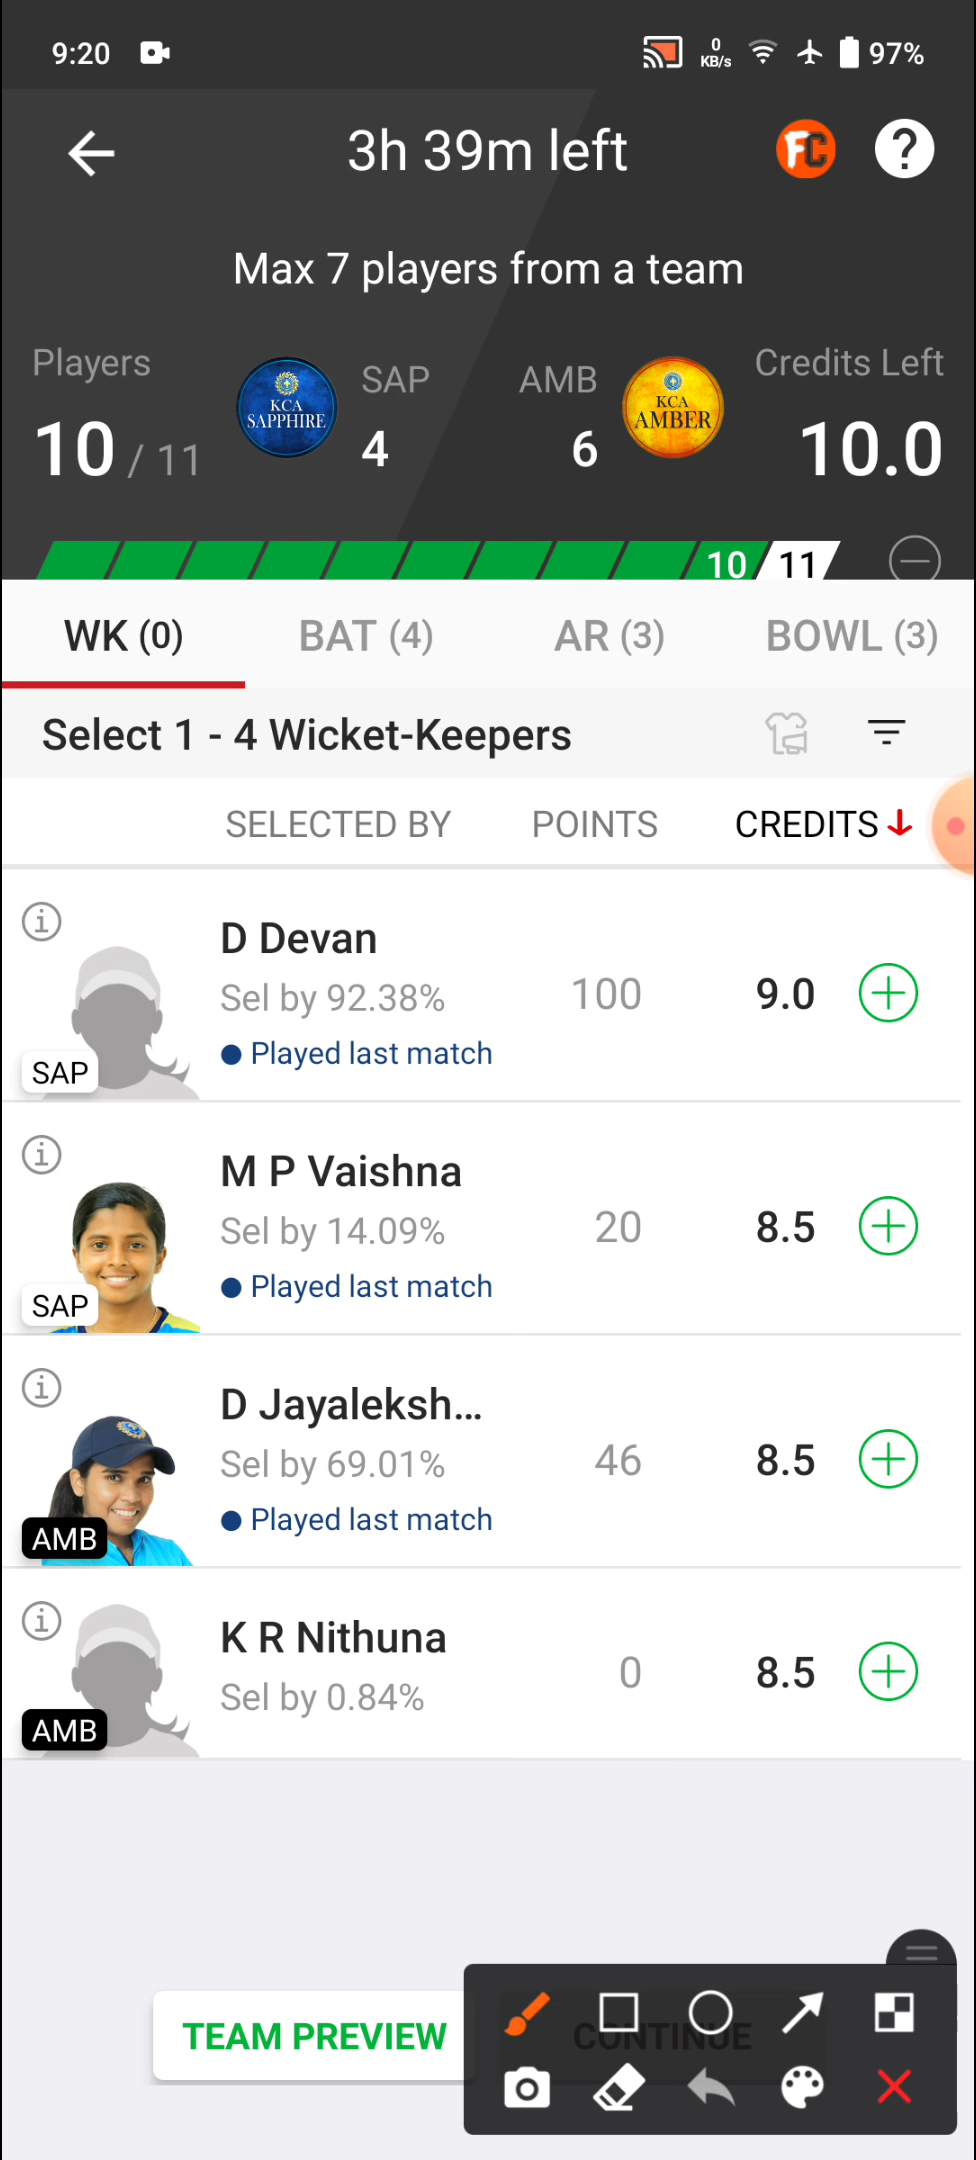 9:20
0
KB/s
97%
3h 39m left
FC
?
Max 7 players from a team
Players
10 / 11
KCA
SAPPHIRE
SAP
4
AMB
6
KCA
AMBER
Credits Left
10.0
10
11
WK (0)
BAT (4)
AR (3)
BOWL (3)
Select 1 - 4 Wicket-Keepers
SELECTED BY
POINTS
CREDITS
D Devan
Sel by 92.38%
100
9.0
Played last match
SAP
M P Vaishna
Sel by 14.09%
20
8.5
Played last match
SAP
D Jayaleksh...
Sel by 69.01%
46
8.5
Played last match
AMB
K R Nithuna
Sel by 0.84%
0
8.5
AMB
TEAM PREVIEW
CONTINUE